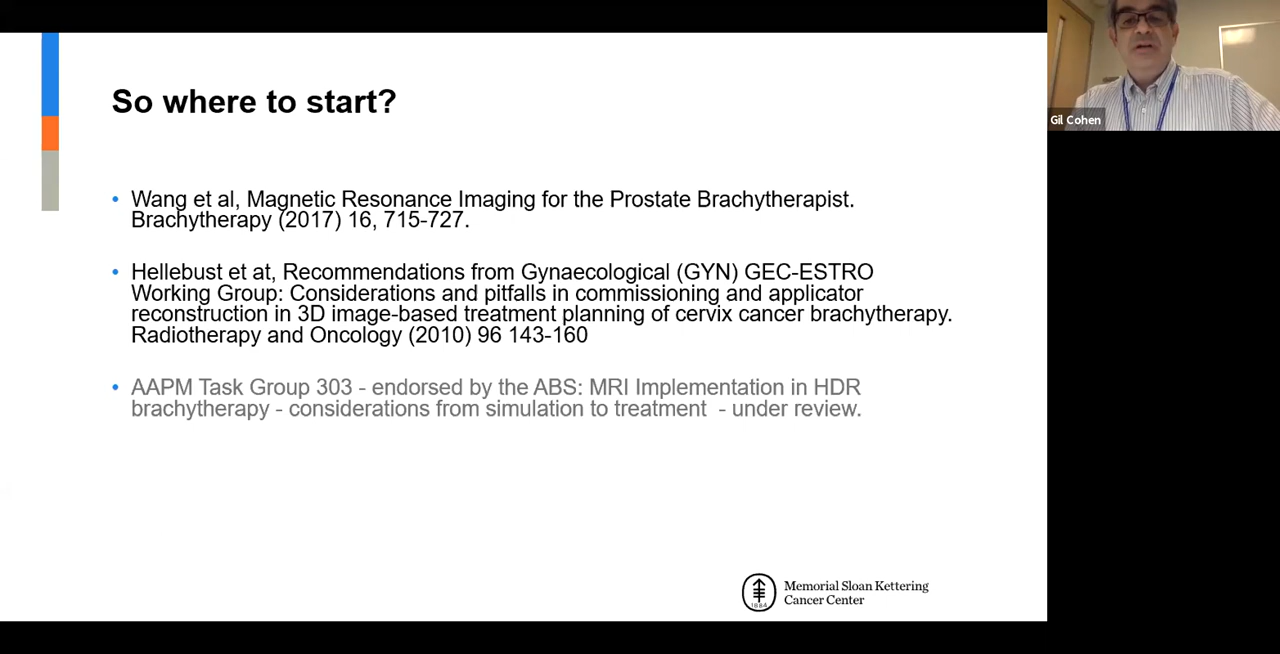 So where to start?
Gil Cohen
• Wang et al, Magnetic Resonance Imaging for the Prostate Brachytherapist.
Brachytherapy (2017) 16, 715-727.
• Hellebust et at, Recommendations from Gynaecological (GYN) GEC-ESTRO
Working Group: Considerations and pitfalls in commissioning and applicator
reconstruction in 3D image-based treatment planning of cervix cancer brachytherapy.
Radiotherapy and Oncology (2010) 96 143-160
• AAPM Task Group 303 - endorsed by the ABS: MRI Implementation in HDR
brachytherapy - considerations from simulation to treatment  - under review.
1884
Memorial Sloan Kettering
Cancer Center